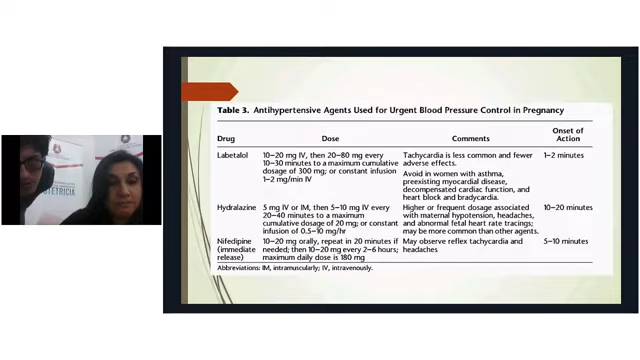 Table 3. Antihypertensive Agents Used for Urgent Blood Pressure Control in Pregnancy
Drug Dose Comments Onset of Action
Labetalol 10–20 mg IV, then 20–80 mg every Tachycardia is less common and fewer 1–2 minutes
10–30 minutes to a maximum cumulative adverse effects.
dosage of 300 mg; or constant infusion Avoid in women with asthma,
1–2 mg/min IV preexisting myocardial disease,
decompensated cardiac function, and
heart block and bradycardia.
Hydralazine 5 mg IV or IM, then 5–10 mg IV every Higher or frequent dosage associated 10–20 minutes
20–40 minutes to a maximum with maternal hypotension, headaches,
cumulative dosage of 20 mg; or constant and abnormal fetal heart rate tracings;
infusion of 0.5–10 mg/hr may be more common than other agents.
Nifedipine 10–20 mg orally, repeat in 20 minutes if May observe reflex tachycardia and 5–10 minutes
(immediate needed; then 10–20 mg every 2–6 hours; headaches
release) maximum daily dose is 180 mg
Abbreviations: IM, intramuscularly; IV, intravenously.